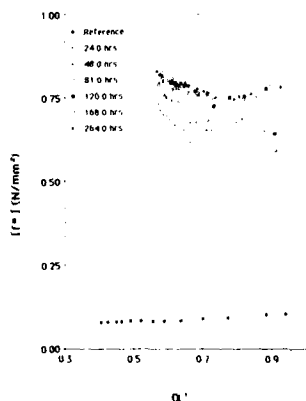 1.00
0.75
0.50
0.25
0.00
[f*] (N/mm²)
Reference
24.0 hrs
48.0 hrs
81.0 hrs
120.0 hrs
168.0 hrs
264.0 hrs
0.3 0.5 0.7 0.9